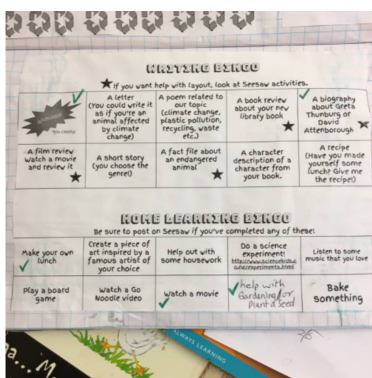 WRITING BINGO
If you want help with layout, look at Seesaw activities.
A letter
(You could write it
as if you're an
animal affected
by climate
change)
A poem related to
our topic
(climate change,
plastic pollution,
recycling, waste
etc.)
A book review
about your new
library book
A biography
about Greta
Thunburg or
David
Attenborough
A film review
Watch a movie
and review it
A short story
(you choose the
genre!)
A fact file about
an endangered
animal
A character
description of a
character from
your book.
A recipe
(Have you made
yourself some
lunch? Give me
the recipe!)
HOME LEARNING BINGO
Be sure to post on Seesaw if you've completed any of these:
Make your own
lunch
Create a piece of
art inspired by a
famous artist of
your choice
Help out with
some housework
Do a science
experiment!
Listen to some
music that you love
Play a board
game
Watch a Go
Noodle video
Watch a movie
help with
Gardening/or
Plant a Seed
Bake
something
ALWAYS LEARNING